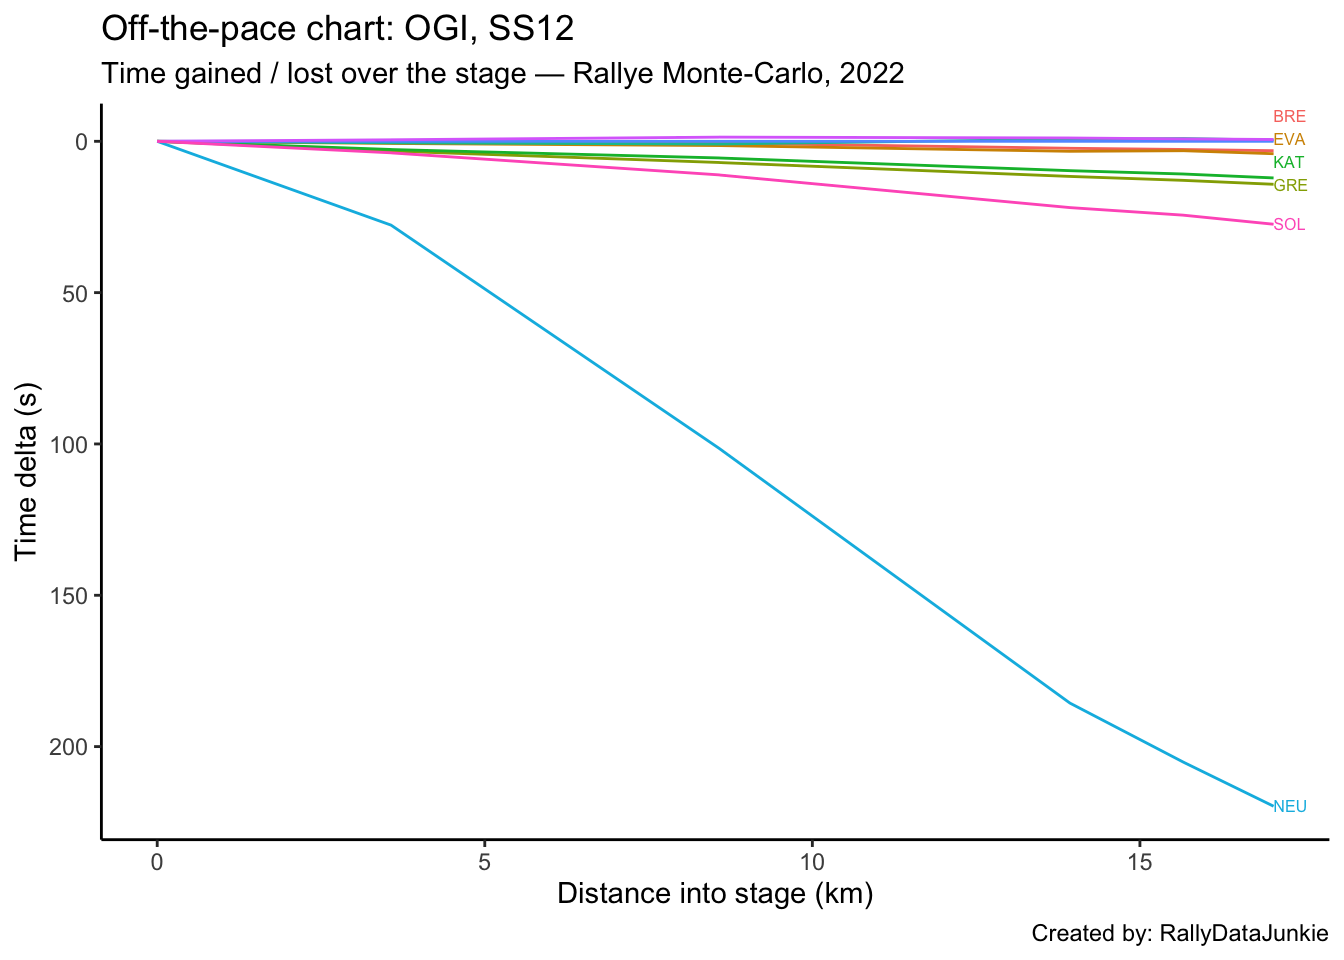 Off-the-pace chart: OGI, SS12
Time gained / lost over the stage — Rallye Monte-Carlo, 2022
BRE
0
EVA
KAT
GRE
SOL
50
100
Time delta (s)
150
200
NEU
0 5 10 15
Distance into stage (km)
Created by: RallyDataJunkie